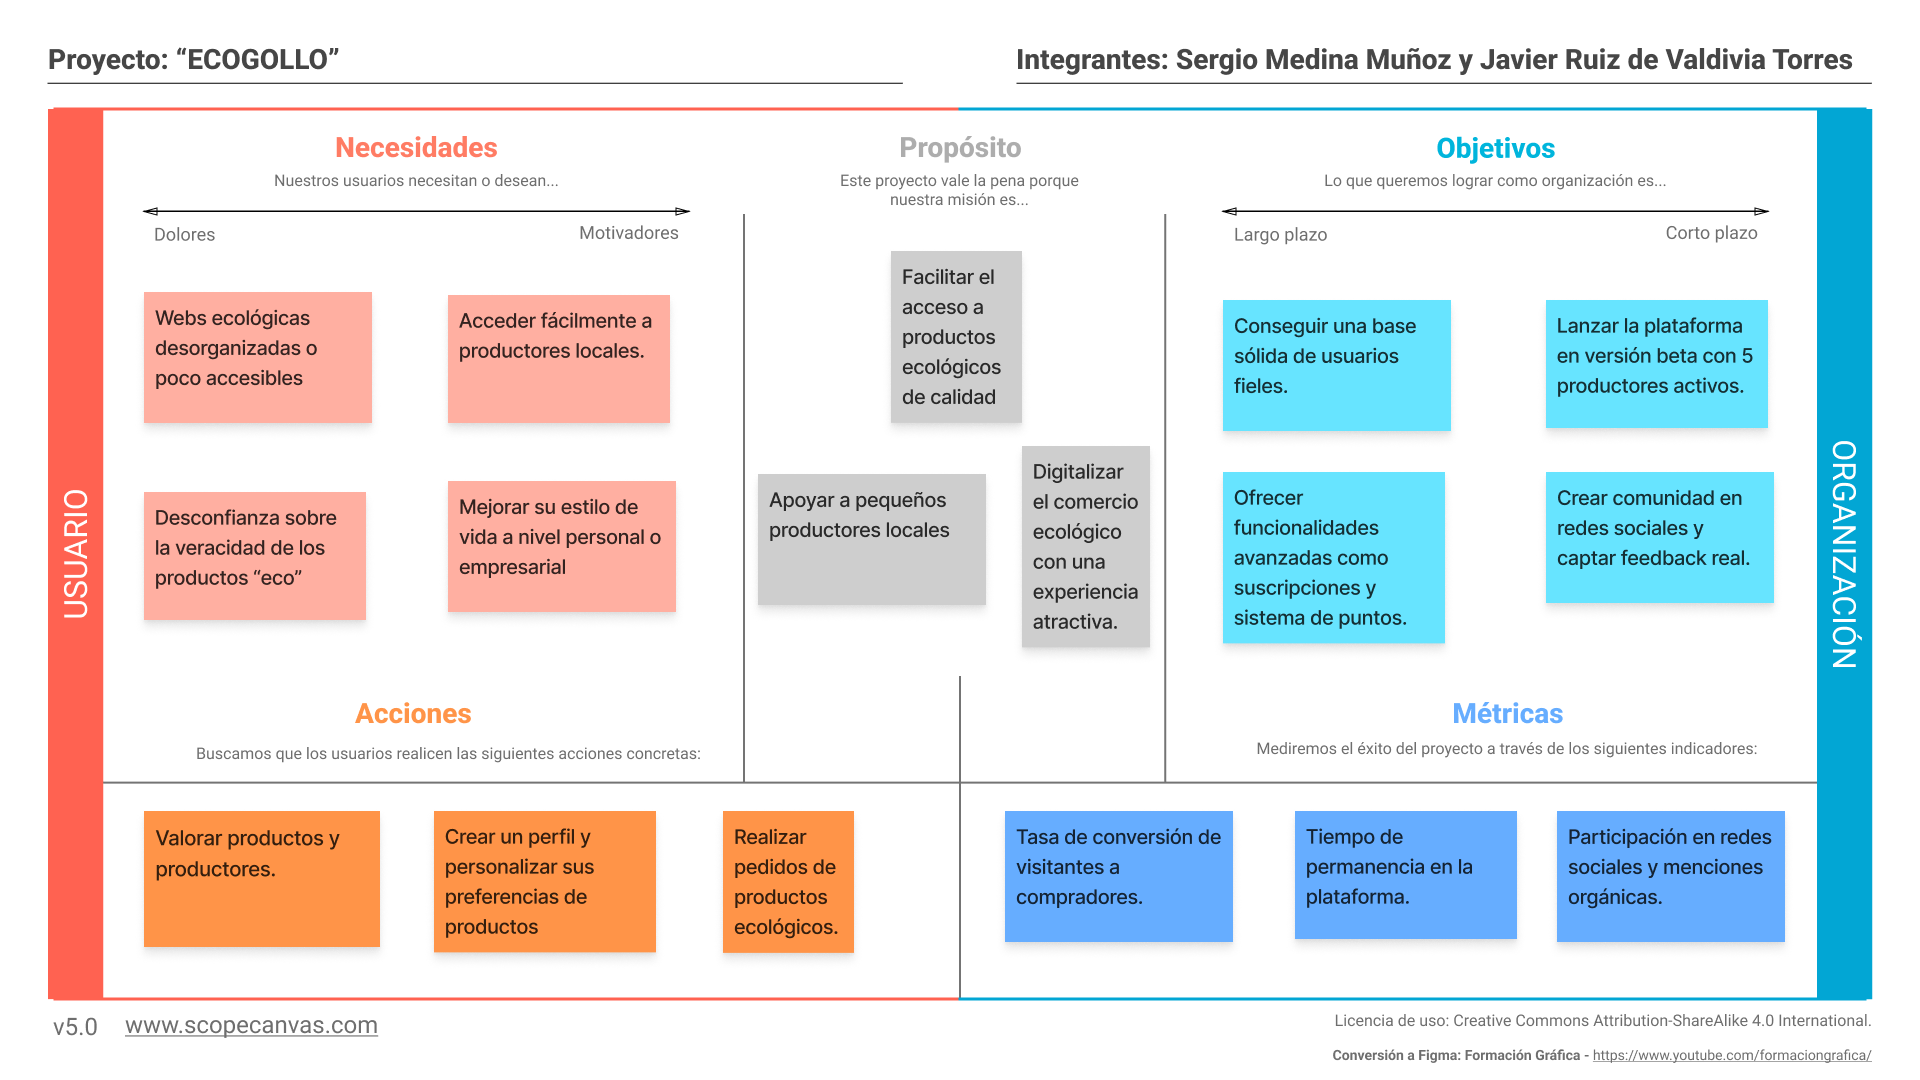 Proyecto: “ECOGOLLO”
Integrantes: Sergio Medina Muñoz y Javier Ruiz de Valdivia Torres
USUARIO
Necesidades
Nuestros usuarios necesitan o desean...
Dolores
Motivadores
Webs ecológicas
desorganizadas o
poco accesibles
Acceder fácilmente a
productores locales.
Desconfianza sobre
la veracidad de los
productos “eco”
Mejorar su estilo de
vida a nivel personal o
empresarial
Propósito
Este proyecto vale la pena porque
nuestra misión es...
Facilitar el
acceso a
productos
ecológicos
de calidad
Apoyar a pequeños
productores locales
Digitalizar
el comercio
ecológico
con una
experiencia
atractiva.
Objetivos
Lo que queremos lograr como organización es...
Largo plazo
Corto plazo
Conseguir una base
sólida de usuarios
fieles.
Lanzar la plataforma
en versión beta con 5
productores activos.
Ofrecer
funcionalidades
avanzadas como
suscripciones y
sistema de puntos.
Crear comunidad en
redes sociales y
captar feedback real.
ORGANIZACIÓN
Acciones
Buscamos que los usuarios realicen las siguientes acciones concretas:
Valorar productos y
productores.
Crear un perfil y
personalizar sus
preferencias de
productos
Realizar
pedidos de
productos
ecológicos.
Métricas
Mediremos el éxito del proyecto a través de los siguientes indicadores:
Tasa de conversión de
visitantes a
compradores.
Tiempo de
permanencia en la
plataforma.
Participación en redes
sociales y menciones
orgánicas.
v5.0 www.scopecanvas.com
Licencia de uso: Creative Commons Attribution-ShareAlike 4.0 International.
Conversión a Figma: Formación Gráfica - https://www.youtube.com/formaciongrafica/